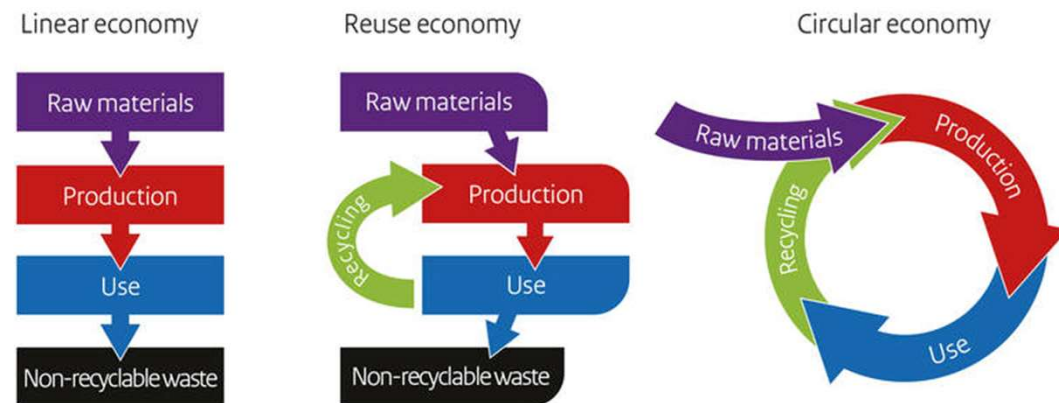 Linear economy
Raw materials
Production
Use
Non-recyclable waste
Reuse economy
Raw materials
Recycling
Production
Use
Non-recyclable waste
Circular economy
Raw materials
Production
Recycling
Use